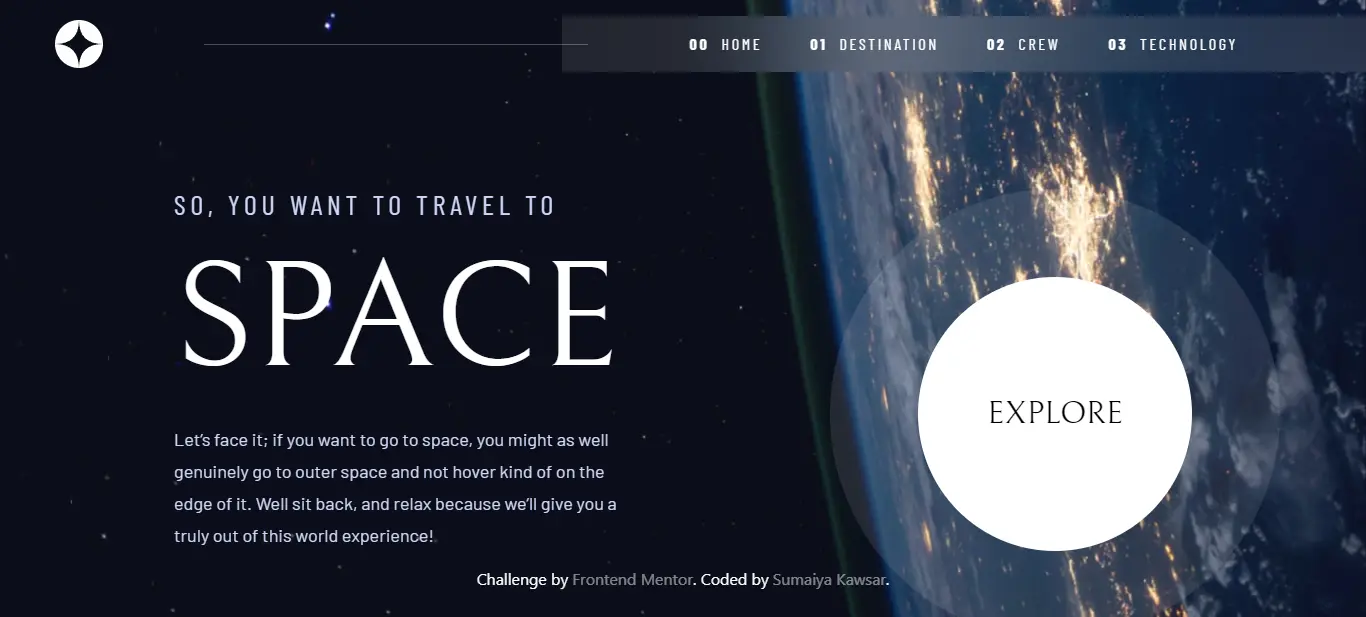 00 HOME 01 DESTINATION 02 CREW 03 TECHNOLOGY
SO, YOU WANT TO TRAVEL TO
SPACE
Let’s face it; if you want to go to space, you might as well
genuinely go to outer space and not hover kind of on the
edge of it. Well sit back, and relax because we’ll give you a
truly out of this world experience!
EXPLORE
Challenge by Frontend Mentor. Coded by Sumaiya Kawsar.